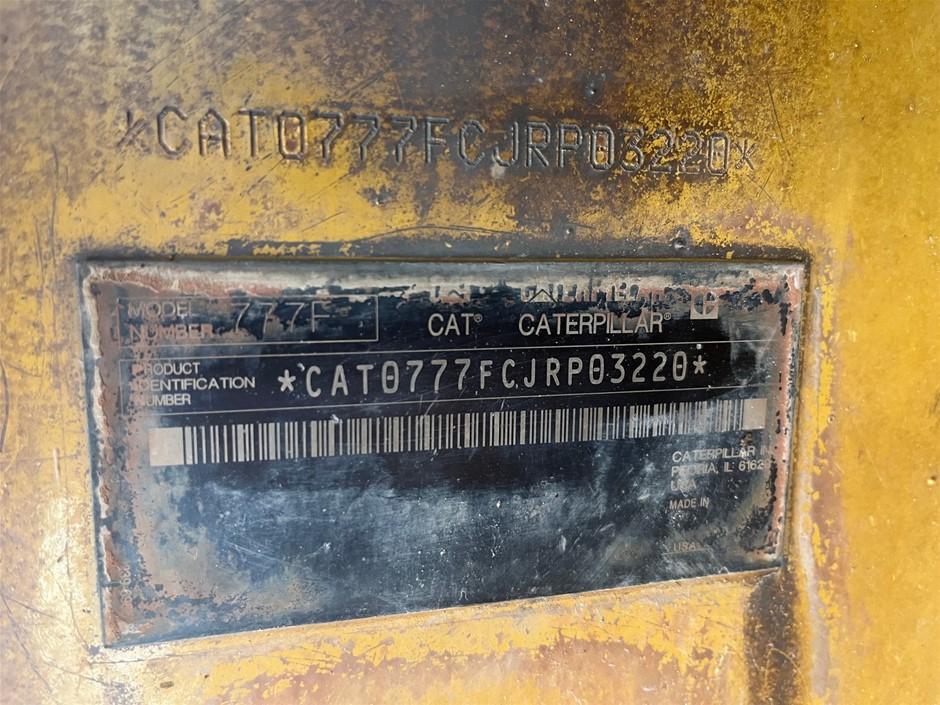 *CAT0777FCJRP03220*
MODEL NUMBER 777F
CAT® CATERPILLAR®
PRODUCT IDENTIFICATION NUMBER *CAT0777FCJRP03220*
CATERPILLAR
PEORIA, IL
USA
MADE IN
USA